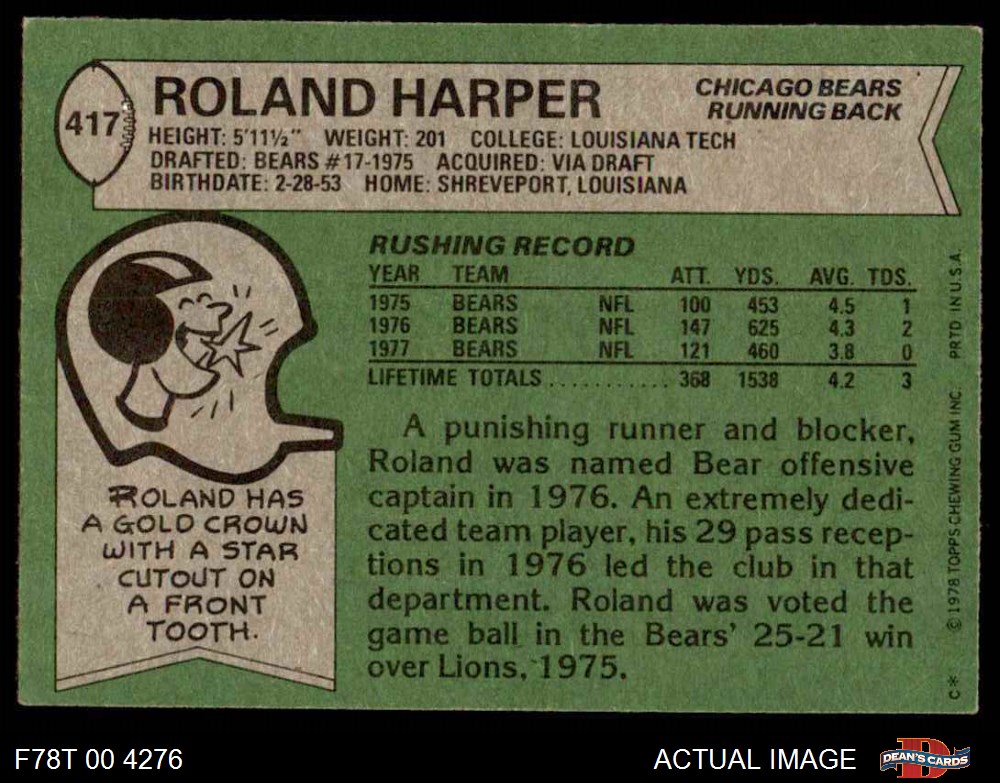 417
ROLAND HARPER
CHICAGO BEARS
RUNNING BACK
HEIGHT: 5'11½" WEIGHT: 201 COLLEGE: LOUISIANA TECH
DRAFTED: BEARS #17-1975 ACQUIRED: VIA DRAFT
BIRTHDATE: 2-28-53 HOME: SHREVEPORT, LOUISIANA
RUSHING RECORD
YEAR TEAM ATT. YDS. AVG. TDS.
1975 BEARS NFL 100 453 4.5 1
1976 BEARS NFL 147 625 4.3 2
1977 BEARS NFL 121 460 3.8 0
LIFETIME TOTALS........... 368 1538 4.2 3
A punishing runner and blocker,
Roland was named Bear offensive
captain in 1976. An extremely dedi-
cated team player, his 29 pass recep-
tions in 1976 led the club in that
department. Roland was voted the
game ball in the Bears' 25-21 win
over Lions, 1975.
ROLAND HAS
A GOLD CROWN
WITH A STAR
CUTOUT ON
A FRONT
TOOTH.
C* © 1978 TOPPS CHEWING GUM INC. PRTD IN U.S.A.
F78T 00 4276
ACTUAL IMAGE
D
DEAN'S CARDS